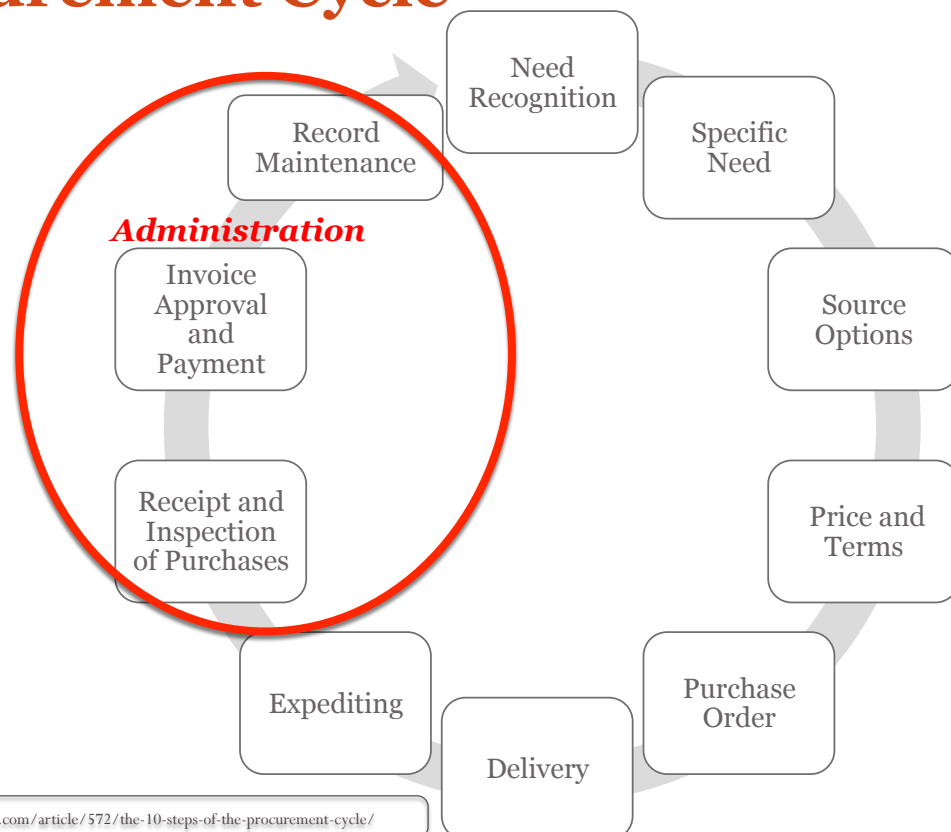 Cycle
Need
Recognition
Specific
Need
Source
Options
Price and
Terms
Purchase
Order
Delivery
Expediting
Receipt and
Inspection
of Purchases
Invoice
Approval
and
Payment
Administration
Record
Maintenance
.com/article/572/the-10-steps-of-the-procurement-cycle/